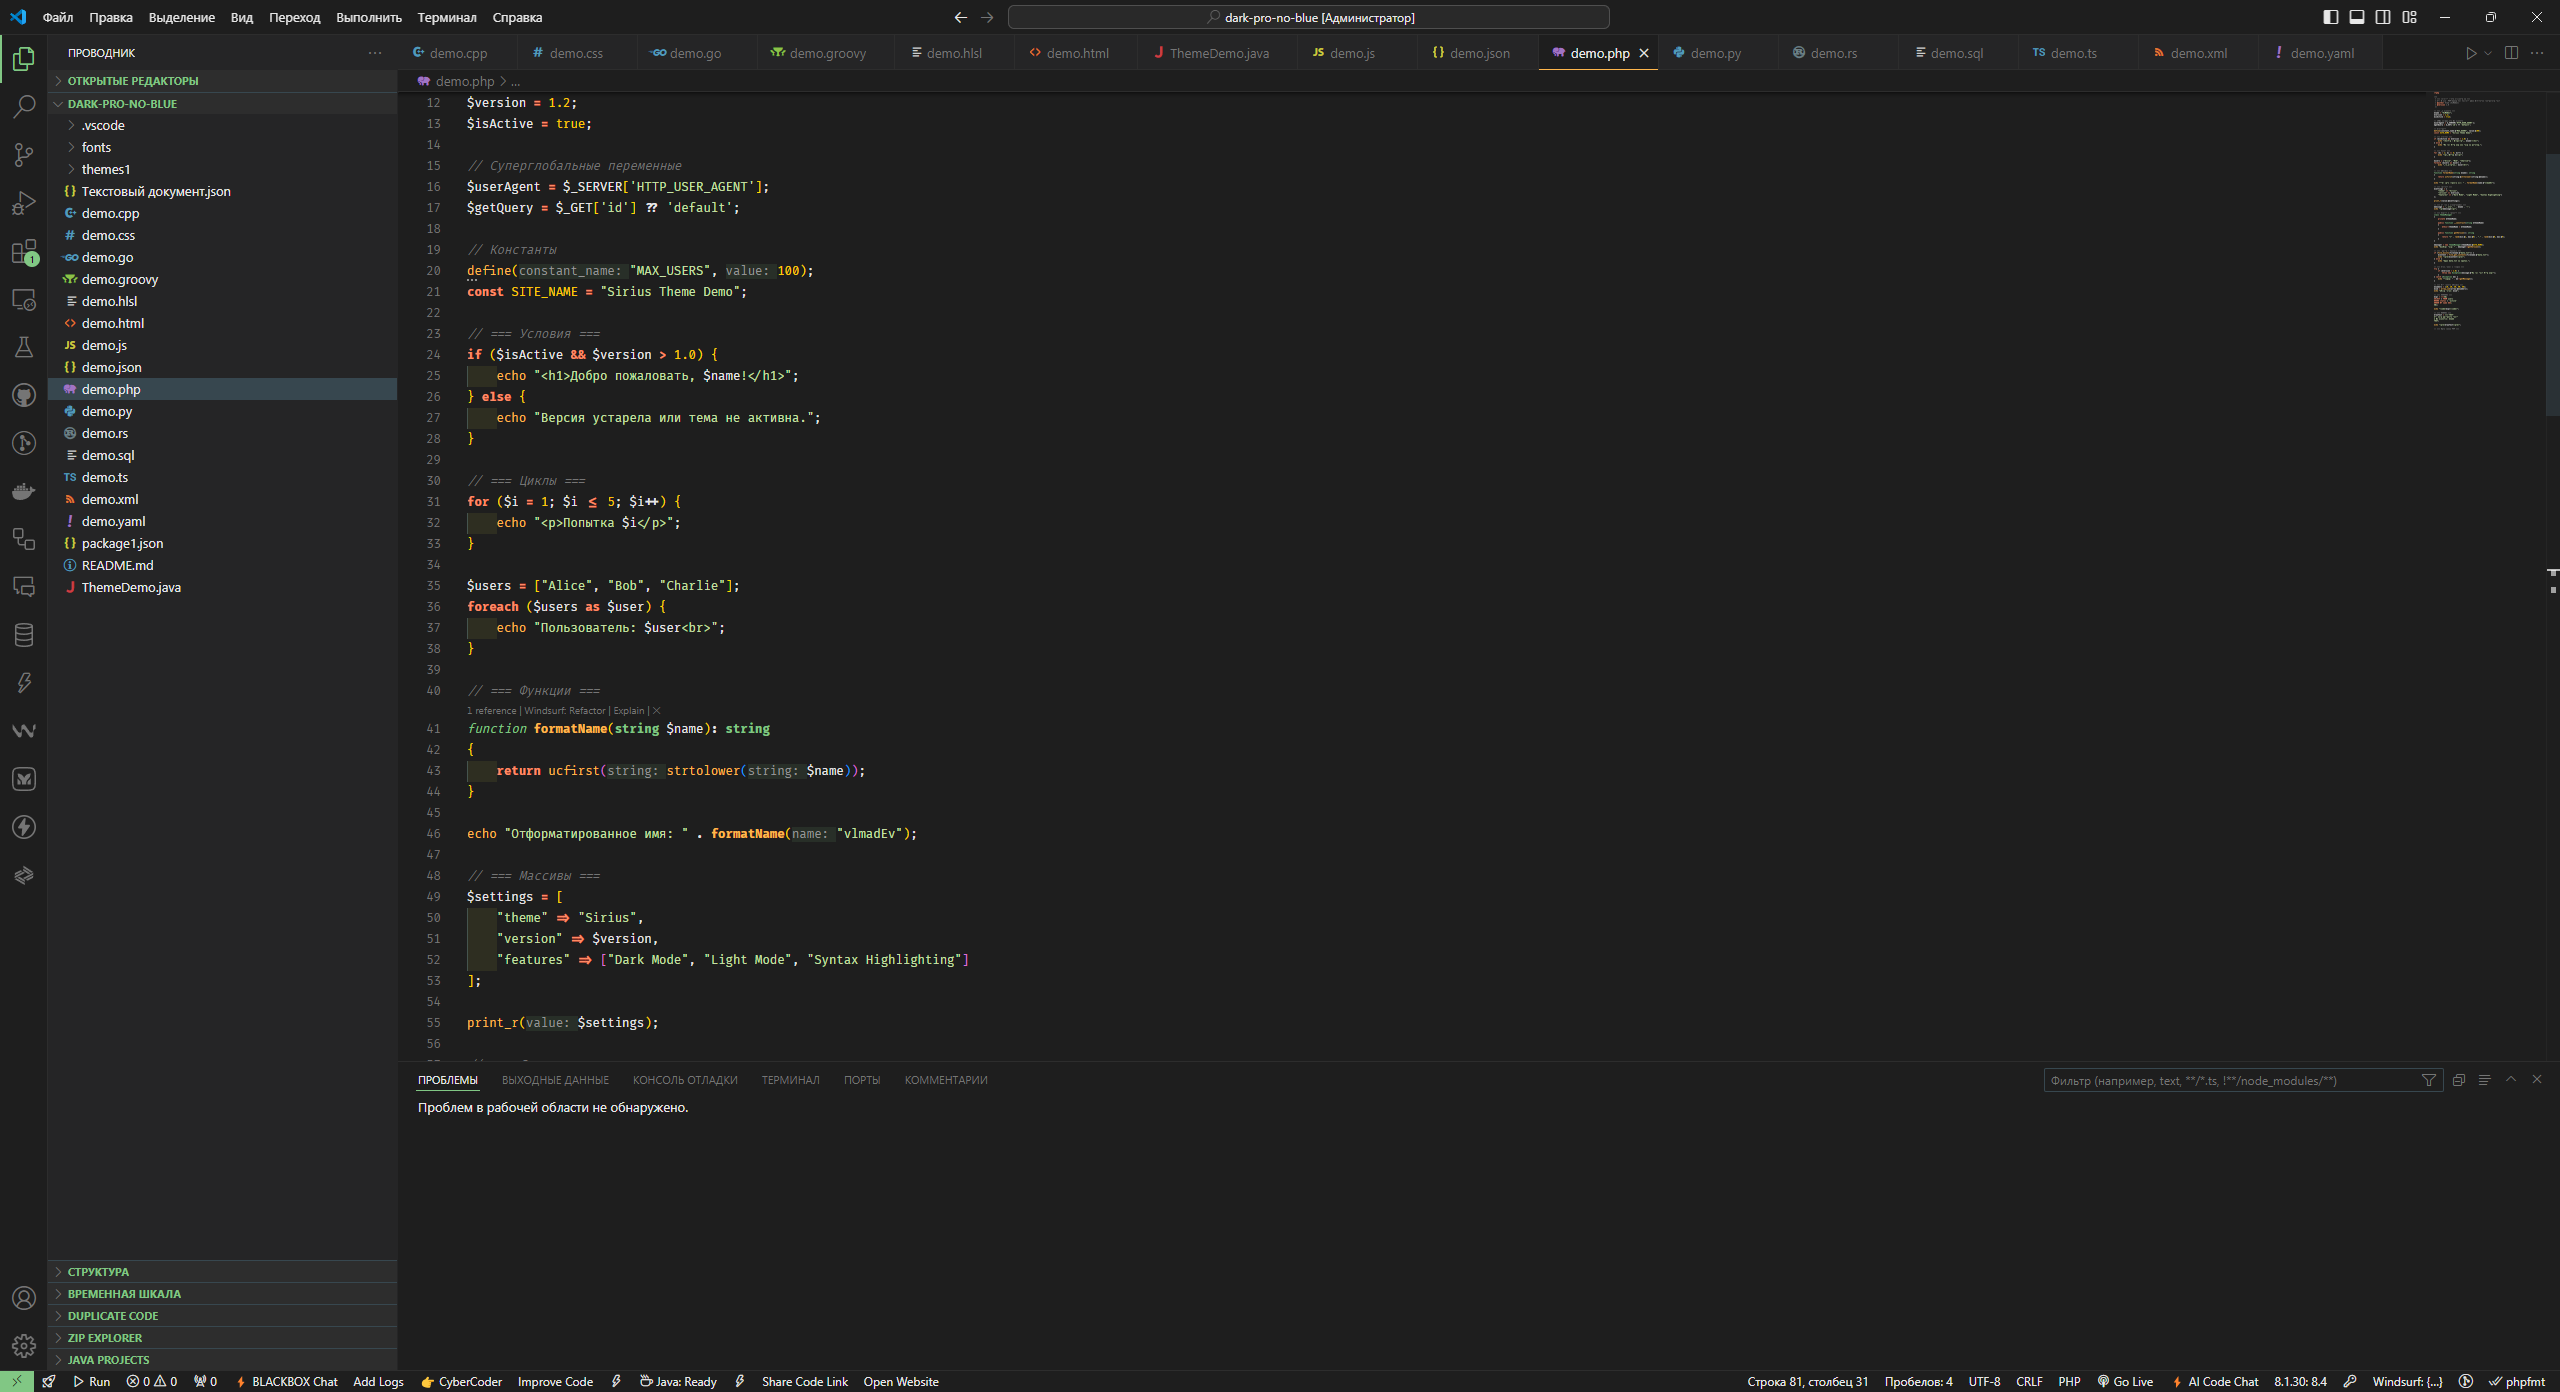 Файл Правка Выделение Вид Переход Выполнить Терминал Справка
dark-pro-no-blue [Администратор]
ПРОВОДНИК
ОТКРЫТЫЕ РЕДАКТОРЫ
DARK-PRO-NO-BLUE
.vscode
fonts
themes1
Текстовый документ.json
demo.cpp
demo.css
demo.go
demo.groovy
demo.hlsl
demo.html
demo.js
demo.json
demo.php
demo.py
demo.rs
demo.sql
demo.ts
demo.xml
demo.yaml
package1.json
README.md
ThemeDemo.java
СТРУКТУРА
ВРЕМЕННАЯ ШКАЛА
DUPLICATE CODE
ZIP EXPLORER
JAVA PROJECTS
demo.cpp demo.css demo.go demo.groovy demo.hlsl demo.html ThemeDemo.java demo.js demo.json demo.php demo.py demo.rs demo.sql demo.ts demo.xml demo.yaml
demo.php > ...
12 $version = 1.2;
13 $isActive = true;
14
15 // Суперглобальные переменные
16 $userAgent = $_SERVER['HTTP_USER_AGENT'];
17 $getQuery = $_GET['id'] ?? 'default';
18
19 // Константы
20 define(constant_name: "MAX_USERS", value: 100);
21 const SITE_NAME = "Sirius Theme Demo";
22
23 // === Условия ===
24 if ($isActive && $version > 1.0) {
25 echo "<h1>Добро пожаловать, $name!</h1>";
26 } else {
27 echo "Версия устарела или тема не активна.";
28 }
29
30 // === Циклы ===
31 for ($i = 1; $i <= 5; $i++) {
32 echo "<p>Попытка $i</p>";
33 }
34
35 $users = ["Alice", "Bob", "Charlie"];
36 foreach ($users as $user) {
37 echo "Пользователь: $user<br>";
38 }
39
40 // === Функции ===
1 reference | Windsurf: Refactor | Explain | ×
41 function formatName(string $name): string
42 {
43 return ucfirst(string: strtolower(string: $name));
44 }
45
46 echo "Отформатированное имя: " . formatName(name: "vlmadEv");
47
48 // === Массивы ===
49 $settings = [
50 "theme" => "Sirius",
51 "version" => $version,
52 "features" => ["Dark Mode", "Light Mode", "Syntax Highlighting"]
53 ];
54
55 print_r(value: $settings);
56
ПРОБЛЕМЫ ВЫХОДНЫЕ ДАННЫЕ КОНСОЛЬ ОТЛАДКИ ТЕРМИНАЛ ПОРТЫ КОММЕНТАРИИ
Фильтр (например, text, **/*.ts, !**/node_modules/**)
Проблем в рабочей области не обнаружено.
Run 0 0 0 BLACKBOX Chat Add Logs CyberCoder Improve Code Java: Ready Share Code Link Open Website
Строка 81, столбец 31 Пробелов: 4 UTF-8 CRLF PHP Go Live AI Code Chat 8.1.30: 8.4 Windsurf: {...} phpfmt